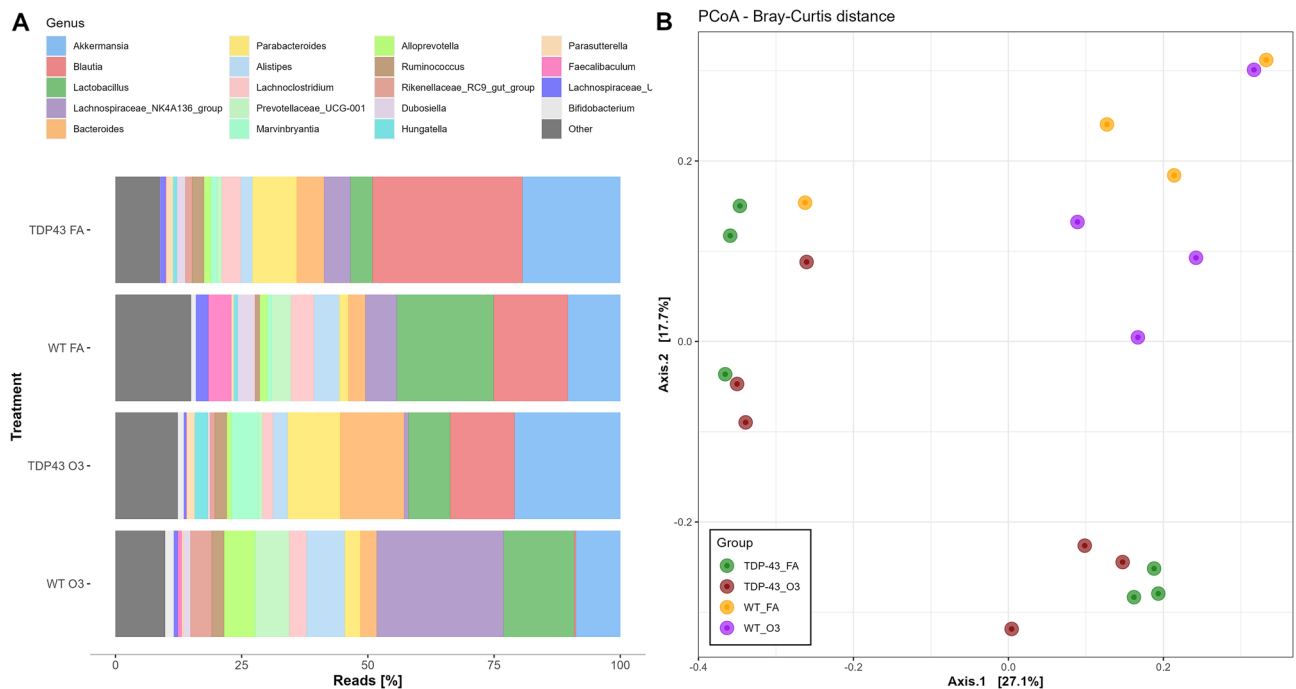 A
Genus
Akkermansia
Blautia
Lactobacillus
Lachnospiraceae_NK4A136_group
Bacteroides
Parabacteroides
Alistipes
Lachnoclostridium
Prevotellaceae_UCG-001
Marvinbryantia
Alloprevotella
Ruminococcus
Rikenellaceae_RC9_gut_group
Dubosiella
Hungatella
Parasutterella
Faecalibaculum
Lachnospiraceae_U
Bifidobacterium
Other
Treatment
TDP43 FA
WT FA
TDP43 O3
WT O3
0 25 50 75 100
Reads [%]
B
PCoA - Bray-Curtis distance
Axis.2 [17.7%]
0.2
0.0
-0.2
Group
TDP-43_FA
TDP-43_O3
WT_FA
WT_O3
-0.4 -0.2 0.0 0.2
Axis.1 [27.1%]